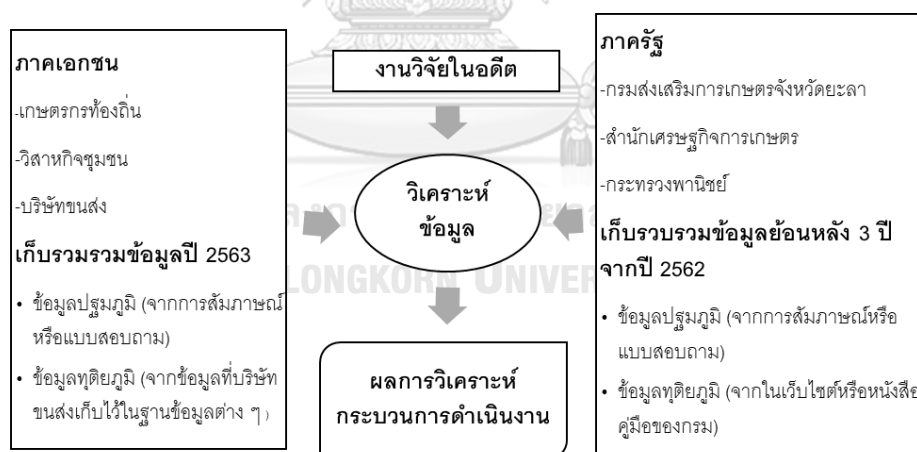 ภาคเอกชน
-เกษตรกรท้องถิ่น
-วิสาหกิจชุมชน
-บริษัทขนส่ง
เก็บรวมรวมข้อมูลปี 2563
• ข้อมูลปฐมภูมิ (จากการสัมภาษณ์
หรือแบบสอบถาม)
• ข้อมูลทุติยภูมิ (จากข้อมูลที่บริษัท
ขนส่งเก็บไว้ในฐานข้อมูลต่าง ๆ)
งานวิจัยในอดีต
วิเคราะห์
ข้อมูล
ผลการวิเคราะห์
กระบวนการดำเนินงาน
ภาครัฐ
-กรมส่งเสริมการเกษตรจังหวัดยะลา
-สำนักเศรษฐกิจการเกษตร
-กระทรวงพานิชย์
เก็บรวบรวมข้อมูลย้อนหลัง 3 ปี
จากปี 2562
• ข้อมูลปฐมภูมิ (จากการสัมภาษณ์หรือ
แบบสอบถาม)
• ข้อมูลทุติยภูมิ (จากในเว็บไซต์หรือหนังสือ
คู่มือของกรม)
LONGKORN UNIVER